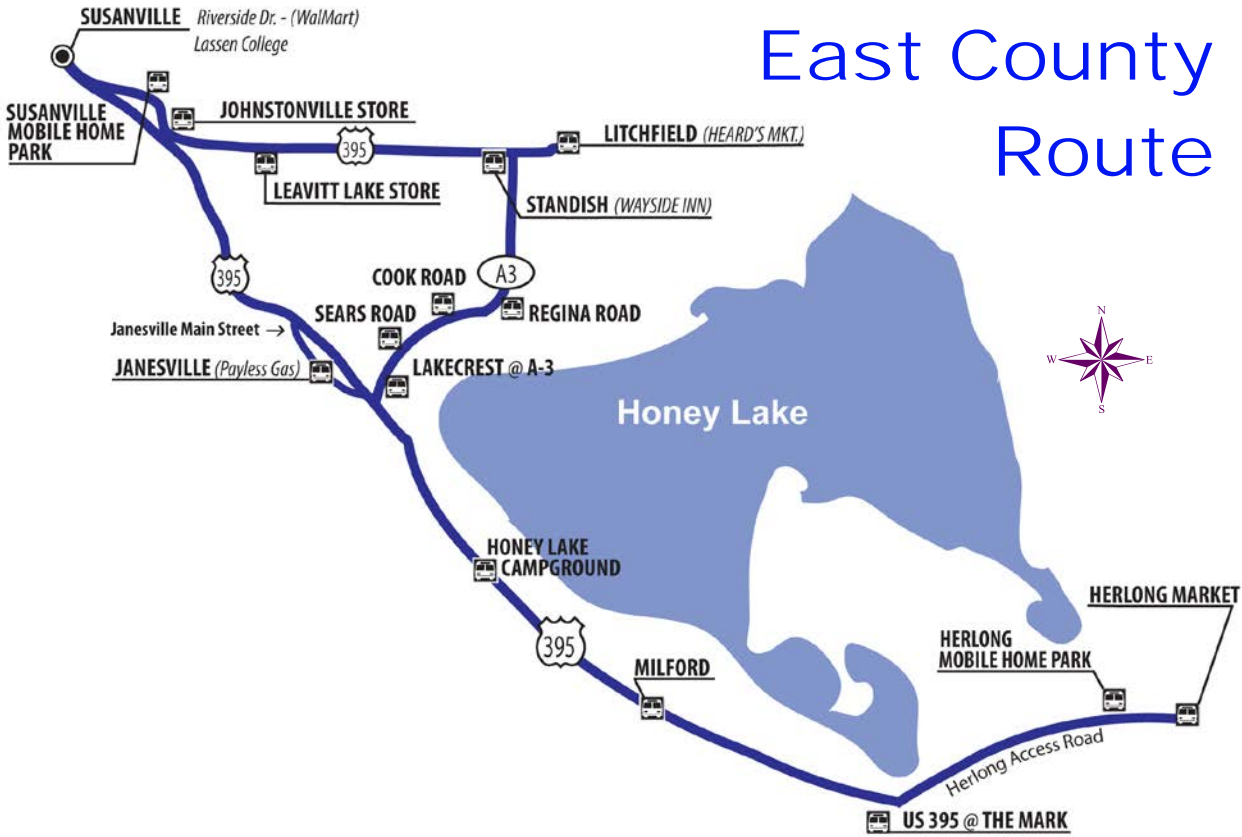 East County
Route
SUSANVILLE Riverside Dr. - (WalMart)
Lassen College
SUSANVILLE
MOBILE HOME
PARK
JOHNSTONVILLE STORE
395
LITCHFIELD (HEARD'S MKT.)
LEAVITT LAKE STORE
STANDISH (WAYSIDE INN)
395
A3
COOK ROAD
SEARS ROAD
REGINA ROAD
Janesville Main Street →
JANESVILLE (Payless Gas)
LAKECREST @ A-3
Honey Lake
N
W
E
S
HONEY LAKE
CAMPGROUND
395
MILFORD
HERLONG MARKET
HERLONG
MOBILE HOME PARK
Herlong Access Road
US 395 @ THE MARK